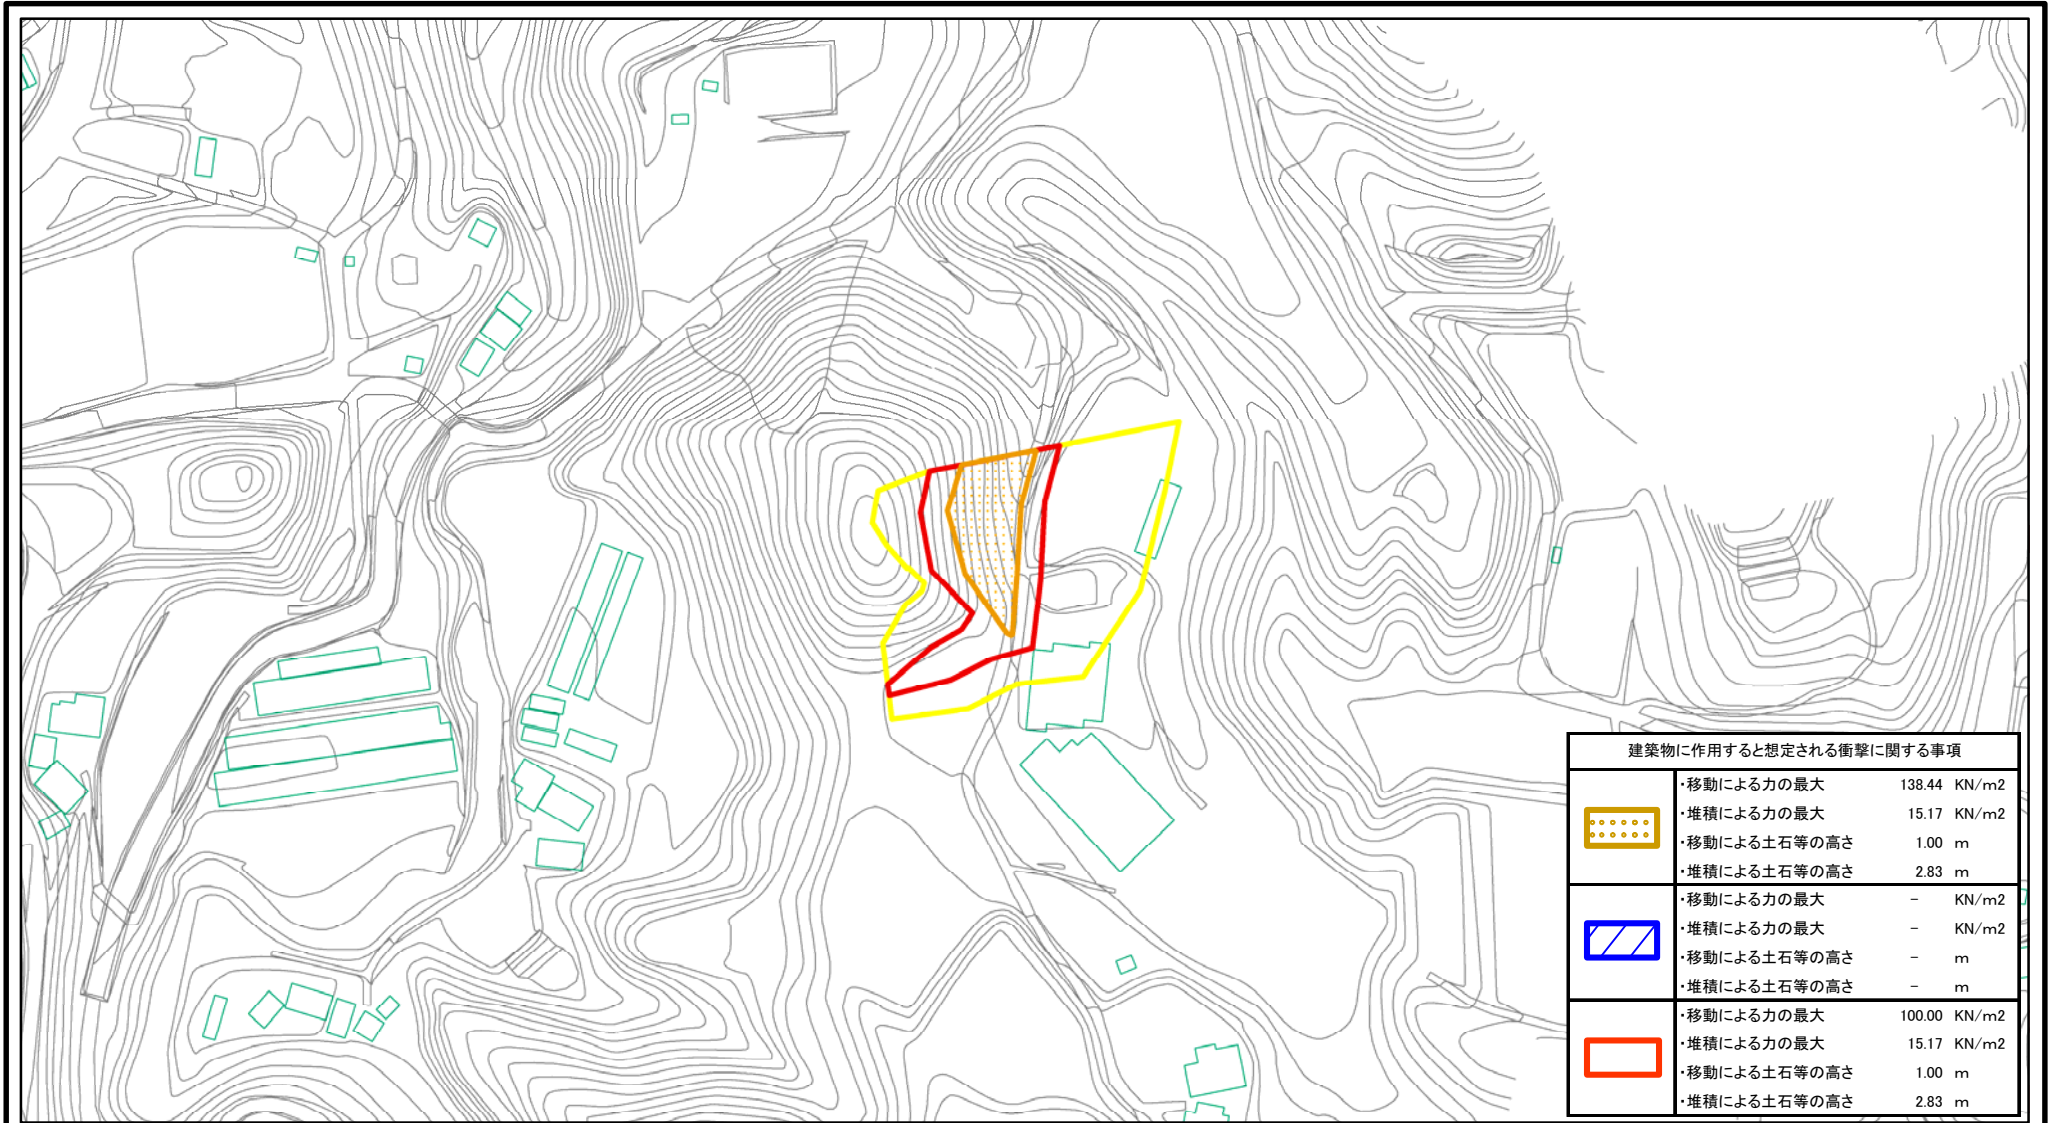 建築物に作用すると想定される衝撃に関する事項
・移動による力の最大 138.44 KN/m2
・堆積による力の最大 15.17 KN/m2
・移動による土石等の高さ 1.00 m
・堆積による土石等の高さ 2.83 m
・移動による力の最大 - KN/m2
・堆積による力の最大 - KN/m2
・移動による土石等の高さ - m
・堆積による土石等の高さ - m
・移動による力の最大 100.00 KN/m2
・堆積による力の最大 15.17 KN/m2
・移動による土石等の高さ 1.00 m
・堆積による土石等の高さ 2.83 m